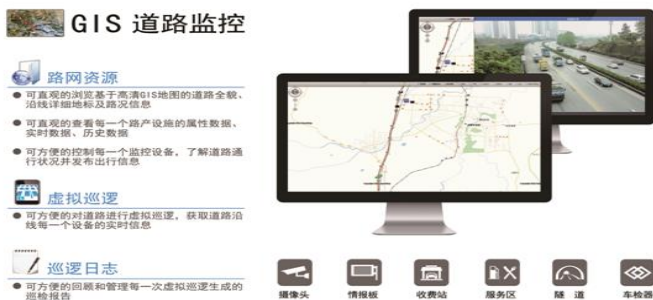 GIS 道路监控
路网资源
可直观的浏览基于高清GIS地图的道路全貌、
沿线详细地标及路况信息
可直观的查看每一个路产设施的属性数据、
实时数据、历史数据
可方便的控制每一个监控设备，了解道路通
行状况并发布出行信息
虚拟巡逻
可方便的对道路进行虚拟巡逻，获取道路沿
线每一个设备的实时信息
巡逻日志
可方便的回顾和管理每一次虚拟巡逻生成的
巡检报告
摄像头 情报板 收费站 服务区 隧 道 车检器